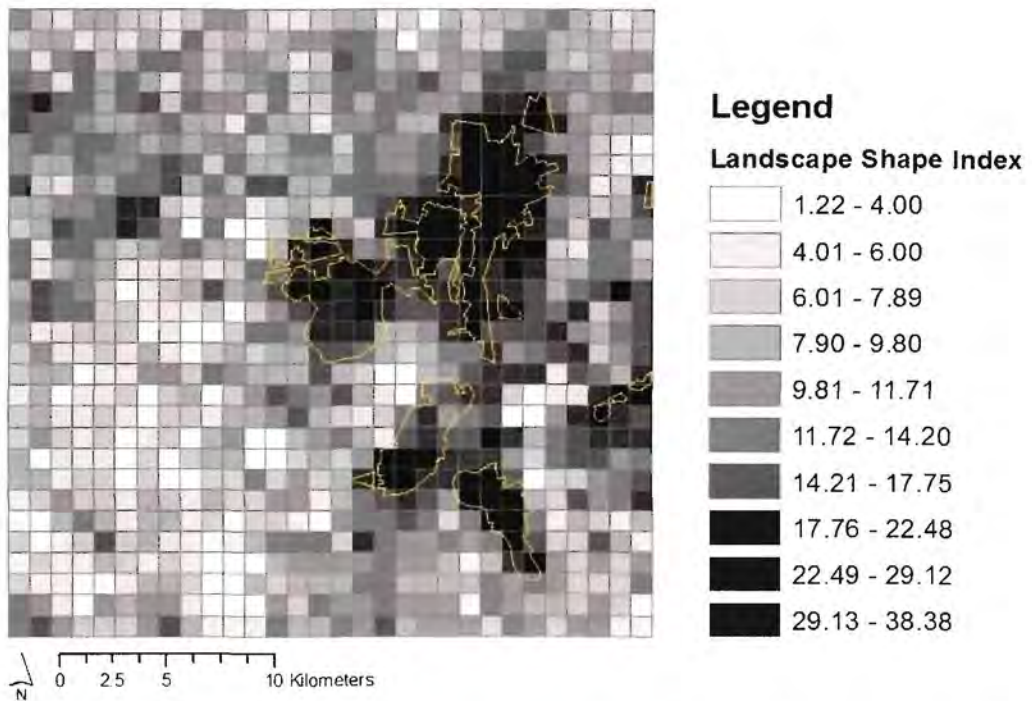 Legend
Landscape Shape Index
1.22 - 4.00
4.01 - 6.00
6.01 - 7.89
7.90 - 9.80
9.81 - 11.71
11.72 - 14.20
14.21 - 17.75
17.76 - 22.48
22.49 - 29.12
29.13 - 38.38
N
0 2.5 5 10 Kilometers